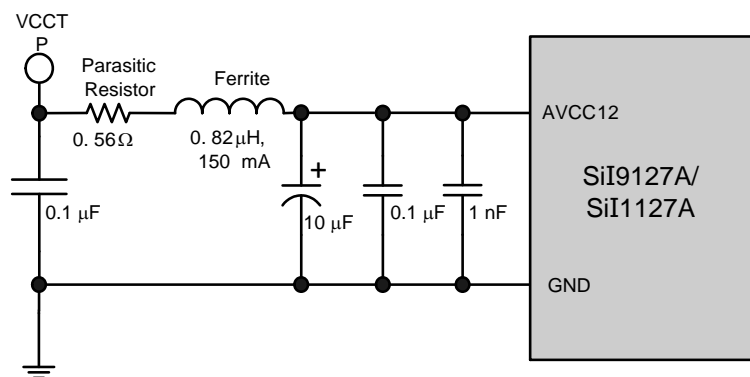 VCCT
P
Parasitic
Resistor
Ferrite
0. 56Ω
0. 82μH,
150 mA
AVCC12
0.1 μF
10 μF
+
0.1 μF
1 nF
SiI9127A/
SiI1127A
GND